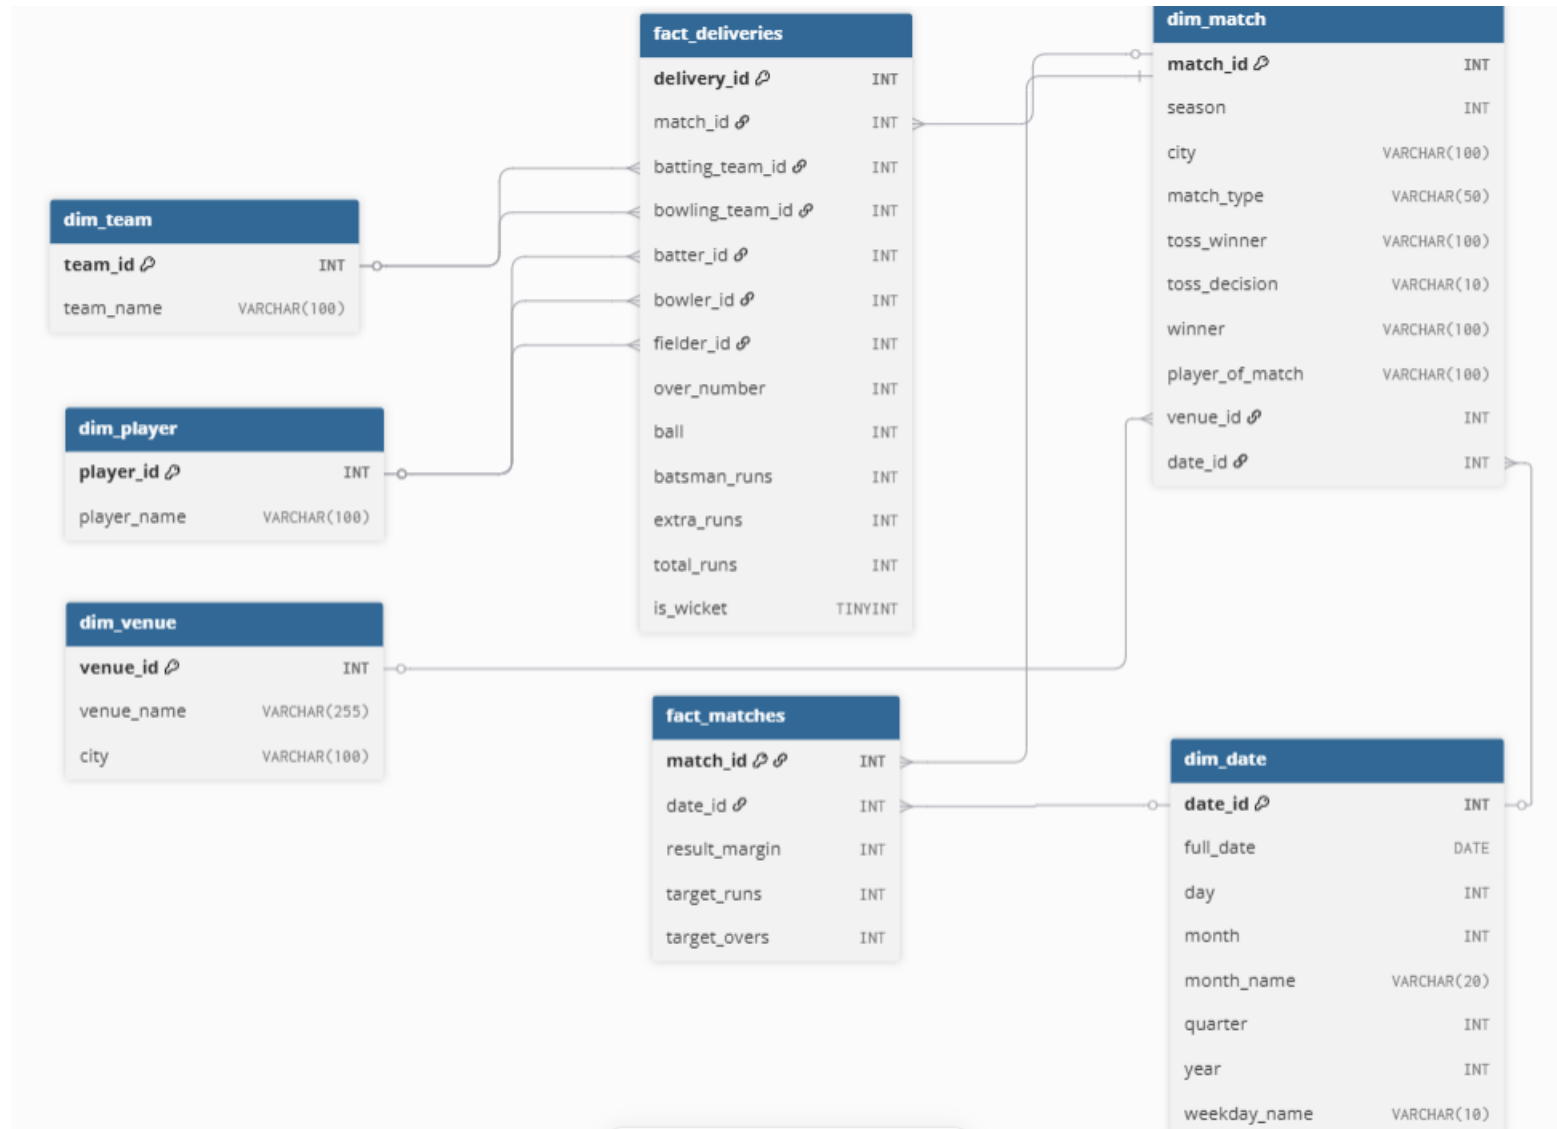 fact_deliveries
delivery_id INT
match_id INT
batting_team_id INT
bowling_team_id INT
batter_id INT
bowler_id INT
fielder_id INT
over_number INT
ball INT
batsman_runs INT
extra_runs INT
total_runs INT
is_wicket TINYINT
dim_match
match_id INT
season INT
city VARCHAR(100)
match_type VARCHAR(50)
toss_winner VARCHAR(100)
toss_decision VARCHAR(10)
winner VARCHAR(100)
player_of_match VARCHAR(100)
venue_id INT
date_id INT
dim_team
team_id INT
team_name VARCHAR(100)
dim_player
player_id INT
player_name VARCHAR(100)
dim_venue
venue_id INT
venue_name VARCHAR(255)
city VARCHAR(100)
fact_matches
match_id INT
date_id INT
result_margin INT
target_runs INT
target_overs INT
dim_date
date_id INT
full_date DATE
day INT
month INT
month_name VARCHAR(20)
quarter INT
year INT
weekday_name VARCHAR(10)